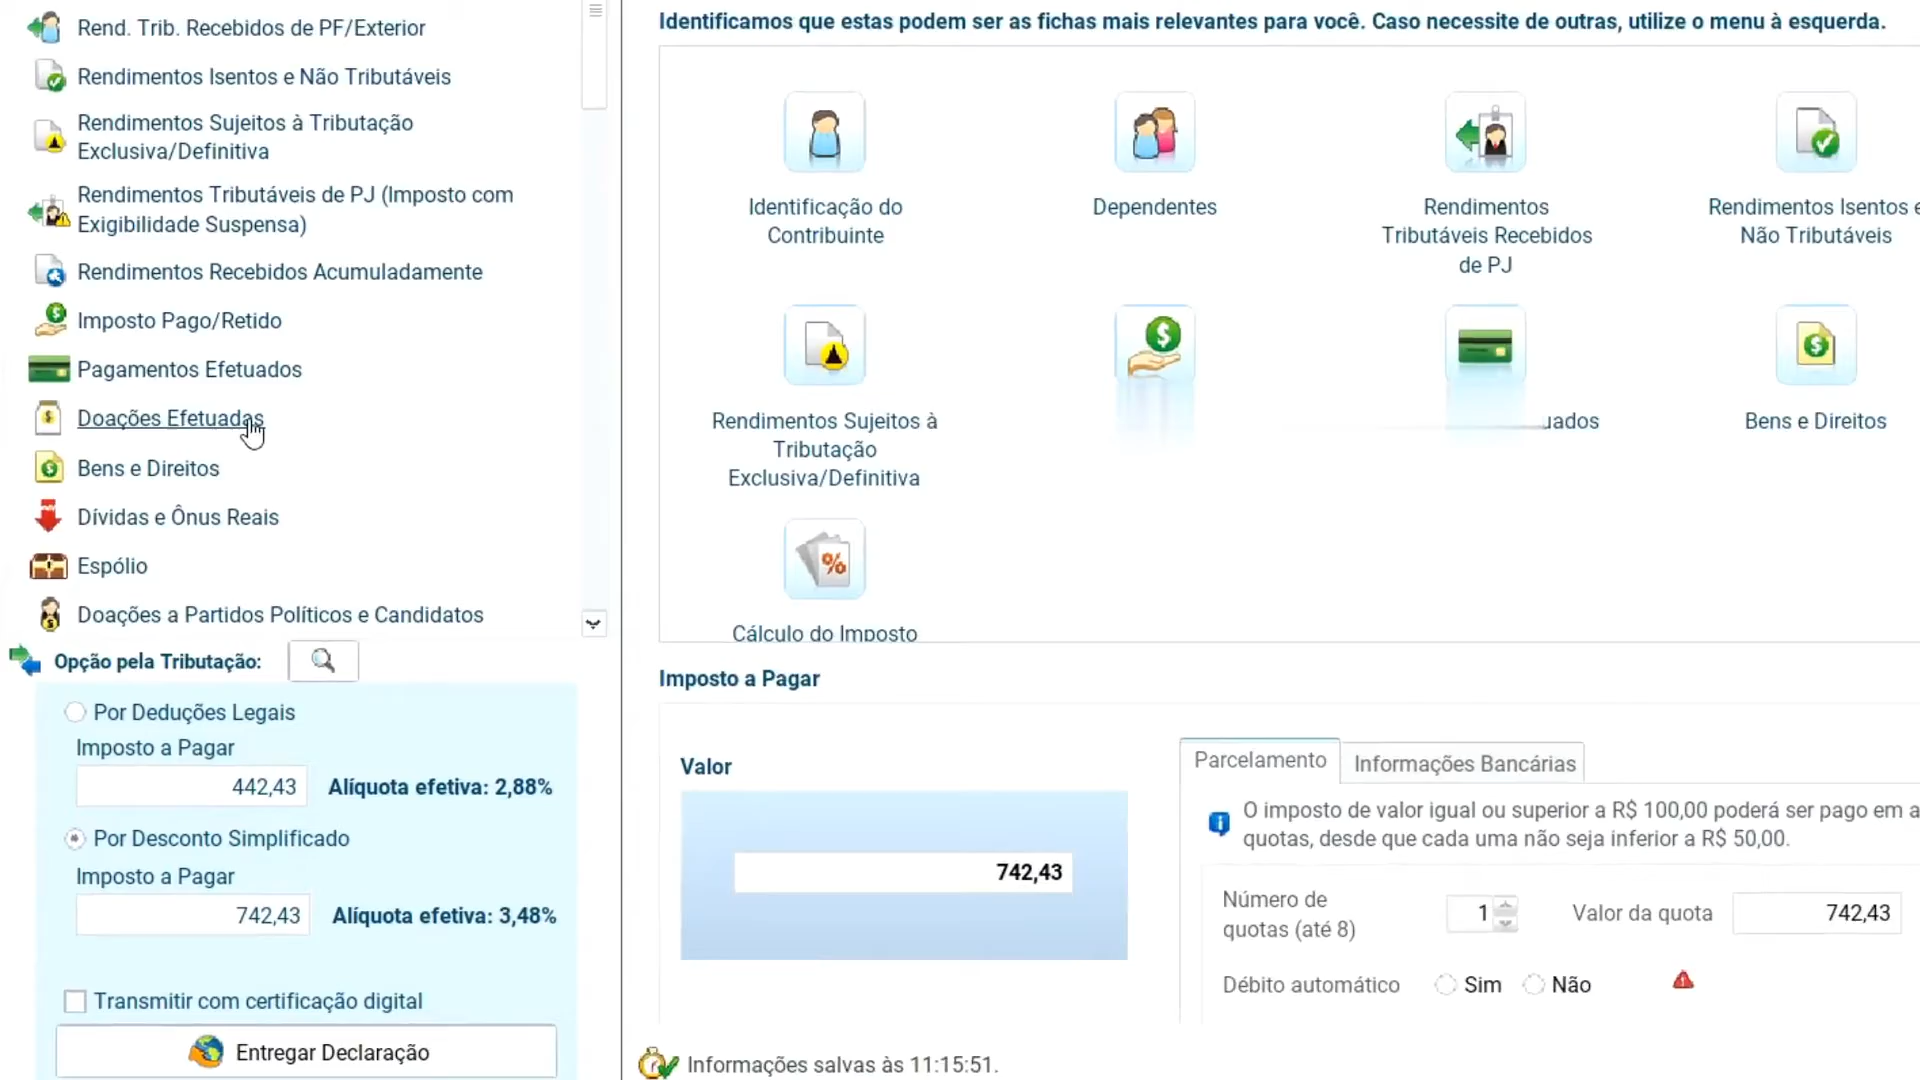 Rend. Trib. Recebidos de PF/Exterior
Rendimentos Isentos e Não Tributáveis
Rendimentos Sujeitos à Tributação
Exclusiva/Definitiva
Rendimentos Tributáveis de PJ (Imposto com
Exigibilidade Suspensa)
Rendimentos Recebidos Acumuladamente
Imposto Pago/Retido
Pagamentos Efetuados
Doações Efetuadas
Bens e Direitos
Dívidas e Ônus Reais
Espólio
Doações a Partidos Políticos e Candidatos
Opção pela Tributação:
Por Deduções Legais
Imposto a Pagar
442,43 Alíquota efetiva: 2,88%
Por Desconto Simplificado
Imposto a Pagar
742,43 Alíquota efetiva: 3,48%
Transmitir com certificação digital
Entregar Declaração
Identificamos que estas podem ser as fichas mais relevantes para você. Caso necessite de outras, utilize o menu à esquerda.
Identificação do
Contribuinte
Dependentes
Rendimentos
Tributáveis Recebidos
de PJ
Rendimentos Isentos e
Não Tributáveis
Rendimentos Sujeitos à
Tributação
Exclusiva/Definitiva
uados
Bens e Direitos
Cálculo do Imposto
Imposto a Pagar
Valor
742,43
Parcelamento
Informações Bancárias
O imposto de valor igual ou superior a R$ 100,00 poderá ser pago em a
quotas, desde que cada uma não seja inferior a R$ 50,00.
Número de
quotas (até 8)
1
Valor da quota
742,43
Débito automático Sim Não
Informações salvas às 11:15:51.